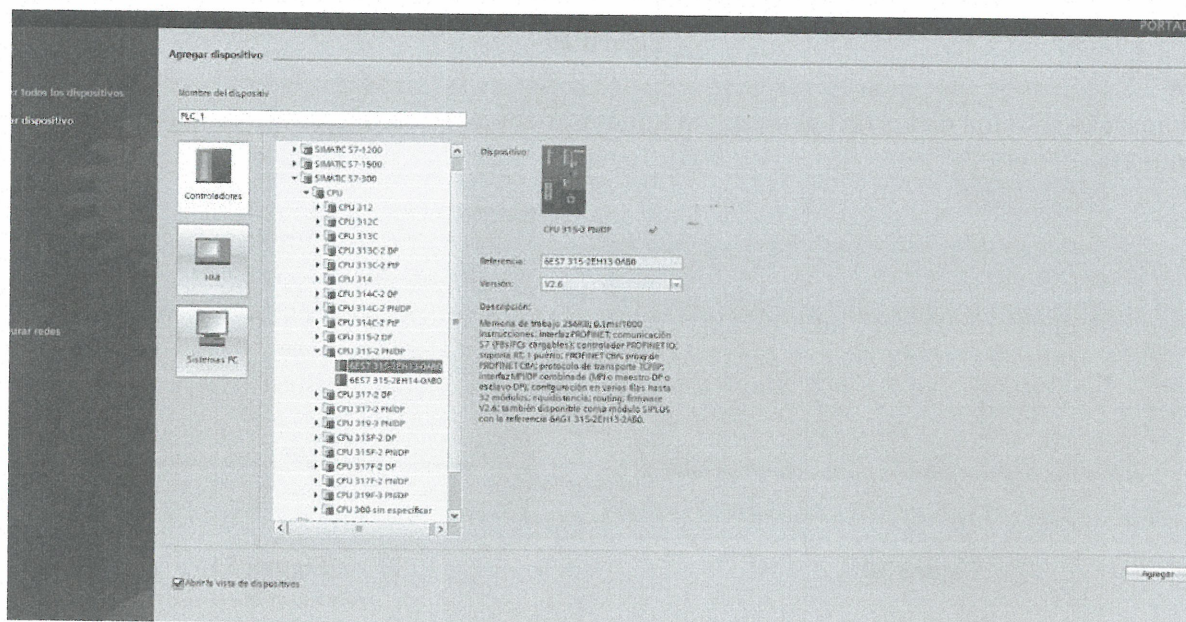 PORTAL
Agregar dispositivo
r todos los dispositivos
ar dispositivo
Nombre del dispositiv
PLC_1
Controladores
HMI
Sistemas PC
urar redes
SIMATIC S7-1200
SIMATIC S7-1500
SIMATIC S7-300
CPU
CPU 312
CPU 312C
CPU 313C
CPU 313C-2 DP
CPU 313C-2 PtP
CPU 314
CPU 314C-2 DP
CPU 314C-2 PN/DP
CPU 314C-2 PtP
CPU 315-2 DP
CPU 315-2 PN/DP
6ES7 315-2EH13-0AB0
6ES7 315-2EH14-0AB0
CPU 317-2 DP
CPU 317-2 PN/DP
CPU 319-3 PN/DP
CPU 315F-2 DP
CPU 315F-2 PN/DP
CPU 317F-2 DP
CPU 317F-2 PN/DP
CPU 319F-3 PN/DP
CPU 300 sin especificar
Dispositivo:
CPU 315-2 PN/DP
Referencia:
6ES7 315-2EH13-0AB0
Versión:
V2.6
Descripción:
Memoria de trabajo 256KB; 0,1ms/1000
instrucciones; interfaz PROFINET; comunicación
S7 (FBs/FCs cargables); controlador PROFINET IO;
soporta RT, 1 puerto; PROFINET CBA; proxy de
PROFINET CBA; protocolo de transporte TCP/IP;
interfaz MPI/DP combinada (MPI o maestro DP o
esclavo DP); configuración en varias filas hasta
32 módulos; equidistancia; routing; firmware
V2.6; también disponible como módulo SIPLUS
con la referencia 6AG1 315-2EH13-2AB0.
Abrir la vista de dispositivos
Agregar